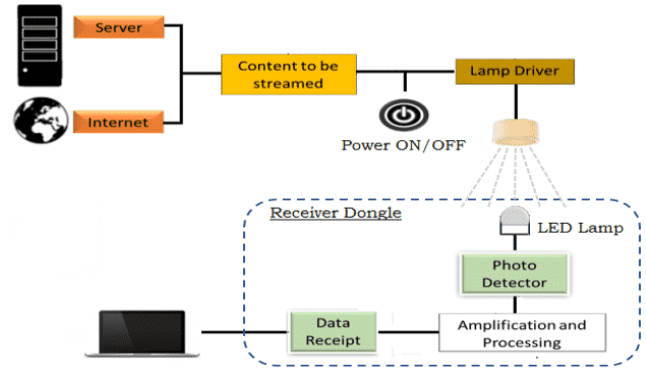 Server
Content to be
streamed
Lamp Driver
Internet
Power ON/OFF
Receiver Dongle
LED Lamp
Photo
Detector
Data
Receipt
Amplification and
Processing